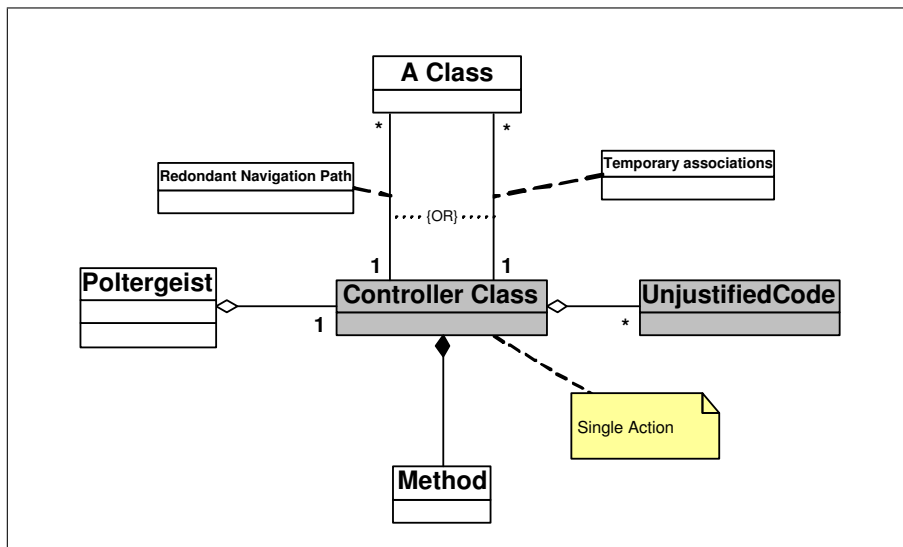 A Class
*
*
Redondant Navigation Path
Temporary associations
{OR}
1
1
Poltergeist
Controller Class
UnjustifiedCode
1
*
Single Action
Method